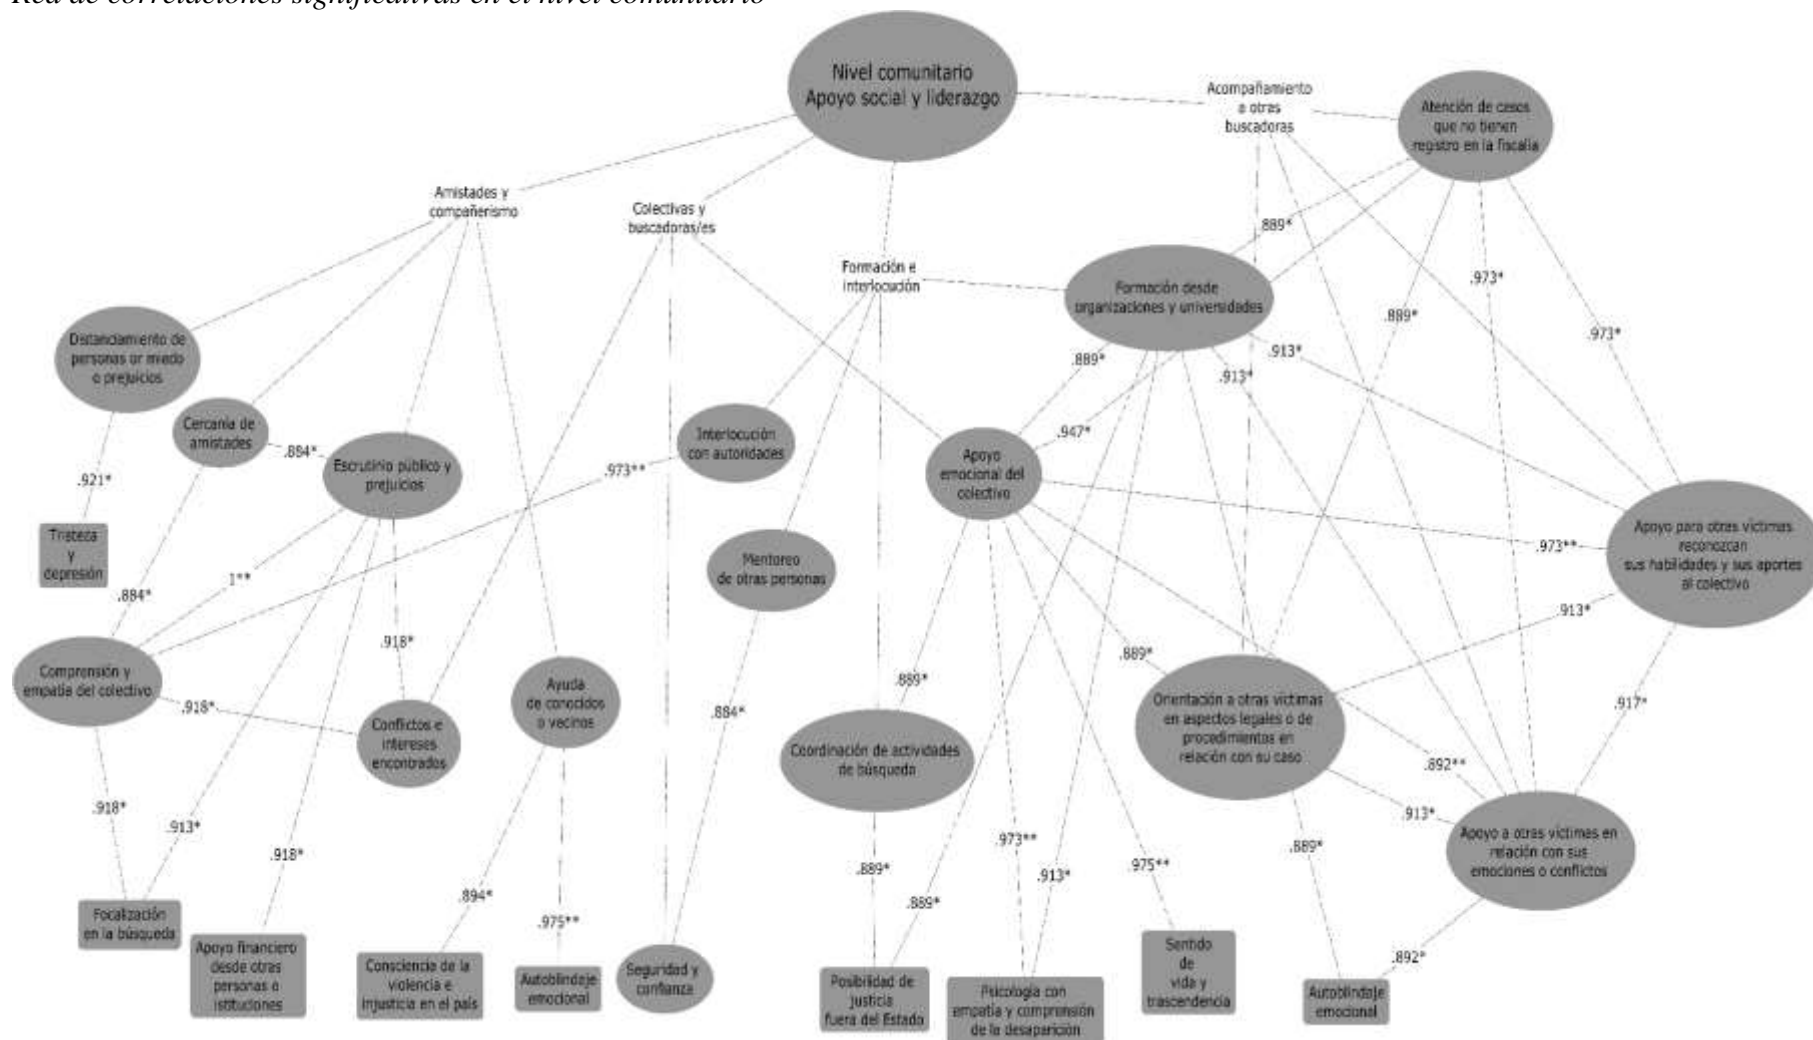 Red de correlaciones significativas en el nivel comunitario
Nivel comunitario
Apoyo social y liderazgo
Acompañamiento
a otras
buscadoras
Atención de casos
que no tienen
registro en la fiscalía
Amistades y
compañerismo
Colectivas y
buscadoras/es
Formación e
interlocución
Formación desde
organizaciones y universidades
.889*
.973*
.889*
.973*
Distanciamiento de
personas or miedo
o prejuicios
.889*
.913*
.913*
Cercanía de
amistades
.884*
Escrutinio público y
prejuicios
Interlocución
con autoridades
.947*
Apoyo
emocional del
colectivo
.921*
.973**
Tristeza
y
depresión
Mentoreo
de otras personas
.973**
Apoyo para otras víctimas
reconozcan
sus habilidades y sus aportes
al colectivo
1**
.884*
.918*
.913*
Comprensión y
empatía del colectivo
.918*
Ayuda
de conocidos
o vecinos
.889*
.889*
.884*
Conflictos e
intereses
encontrados
Coordinación de actividades
de búsqueda
Orientación a otras víctimas
en aspectos legales o de
procedimientos en
relación con su caso
.917*
.892**
.918*
.913*
.918*
.973**
.913*
.889*
.975**
.889*
.913*
.889*
Apoyo a otras víctimas en
relación con sus
emociones o conflictos
.894*
.975**
.892*
Focalización
en la búsqueda
Apoyo financiero
desde otras
personas o
istituciones
Consciencia de la
violencia e
injusticia en el país
Autoblindaje
emocional
Seguridad y
confianza
Posibilidad de
justicia
fuera del Estado
Psicología con
empatía y comprensión
de la desaparición
Sentido
de
vida y
trascendencia
Autoblindaje
emocional